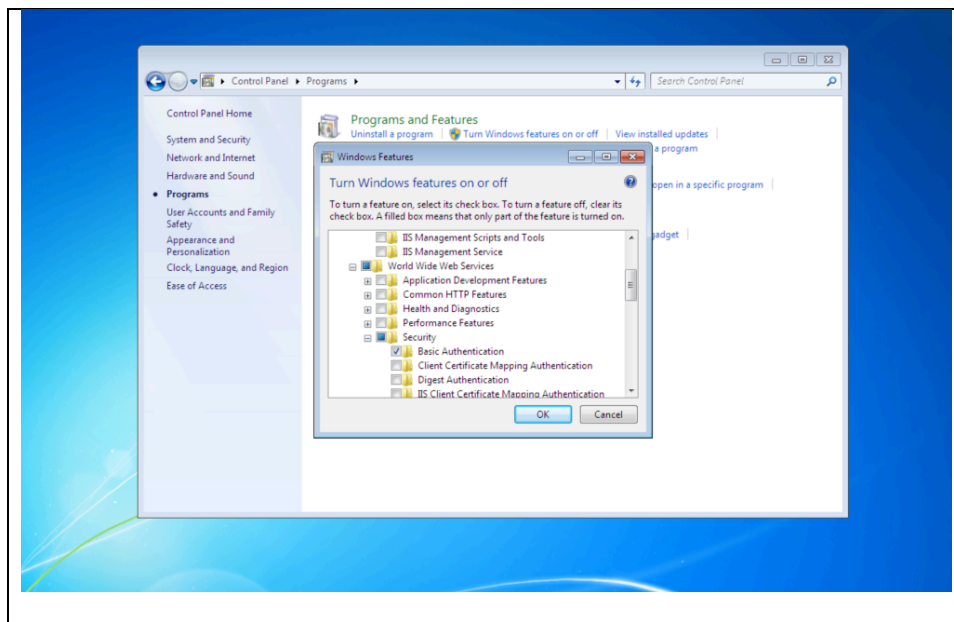 Control Panel ▸ Programs ▸
Search Control Panel
Control Panel Home
System and Security
Network and Internet
Hardware and Sound
Programs
User Accounts and Family
Safety
Appearance and
Personalization
Clock, Language, and Region
Ease of Access
Programs and Features
Uninstall a program
Turn Windows features on or off
View installed updates
a program
open in a specific program
gadget
Windows Features
Turn Windows features on or off
To turn a feature on, select its check box. To turn a feature off, clear its
check box. A filled box means that only part of the feature is turned on.
IIS Management Scripts and Tools
IIS Management Service
World Wide Web Services
Application Development Features
Common HTTP Features
Health and Diagnostics
Performance Features
Security
Basic Authentication
Client Certificate Mapping Authentication
Digest Authentication
IIS Client Certificate Mapping Authentication
OK
Cancel